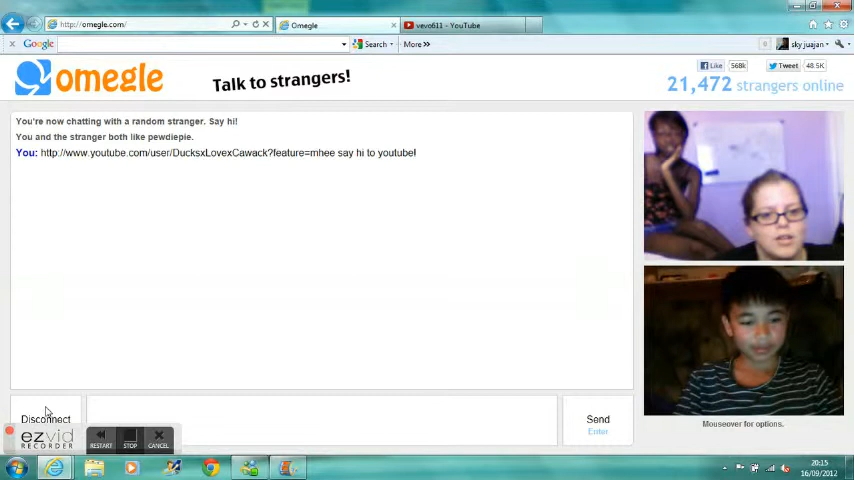 http://omegle.com/
Omegle
vevo611 - YouTube
Google
Search
More »
0
sky juajan
omegle
Talk to strangers!
Like
568k
Tweet
48.5K
21,472 strangers online
You're now chatting with a random stranger. Say hi!
You and the stranger both like pewdiepie.
You: http://www.youtube.com/user/DucksxLovexCawack?feature=mhee say hi to youtube!
Disconnect
Send
Enter
Mouseover for options.
ezvid
RECORDER
RESTART
STOP
CANCEL
20:15
16/09/2012